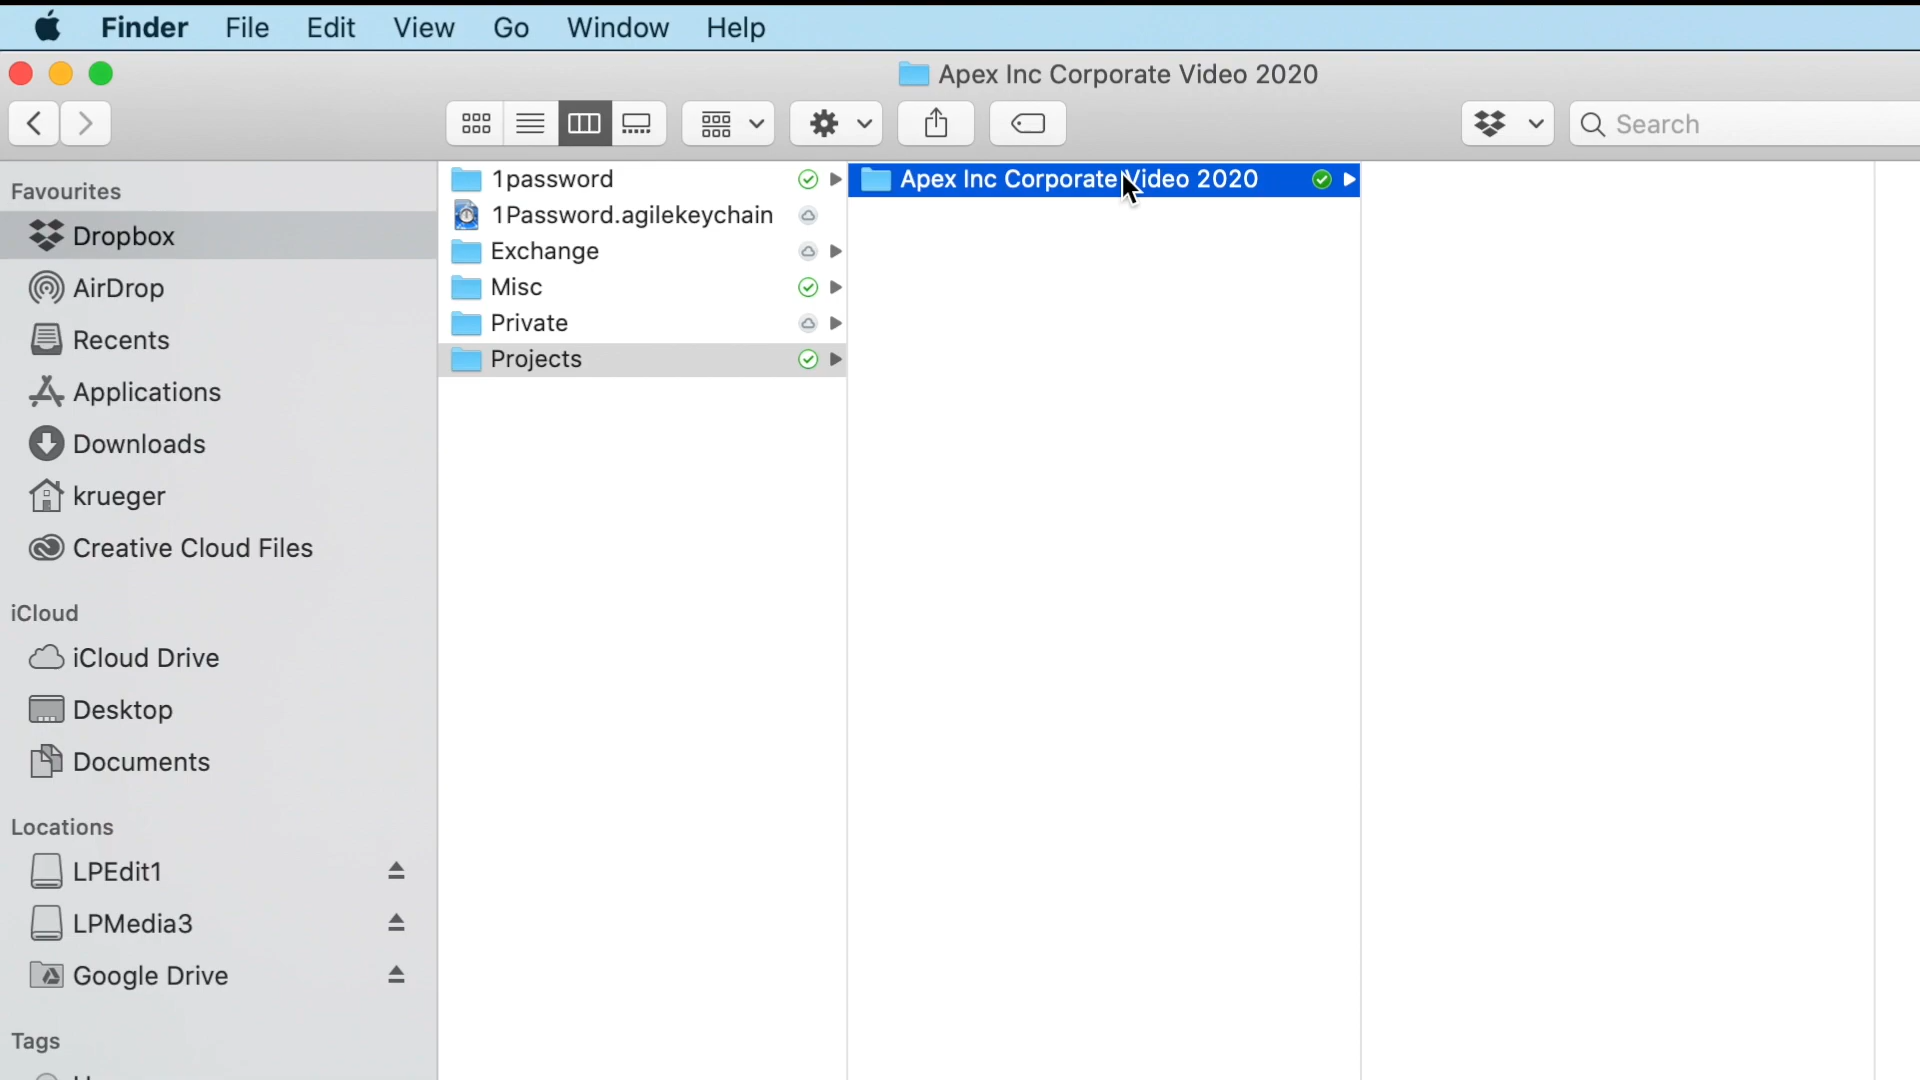 Finder File Edit View Go Window Help
Apex Inc Corporate Video 2020
Search
Favourites
Dropbox
AirDrop
Recents
Applications
Downloads
krueger
Creative Cloud Files
iCloud
iCloud Drive
Desktop
Documents
Locations
LPEdit1
LPMedia3
Google Drive
Tags
1password
1Password.agilekeychain
Exchange
Misc
Private
Projects
Apex Inc Corporate Video 2020